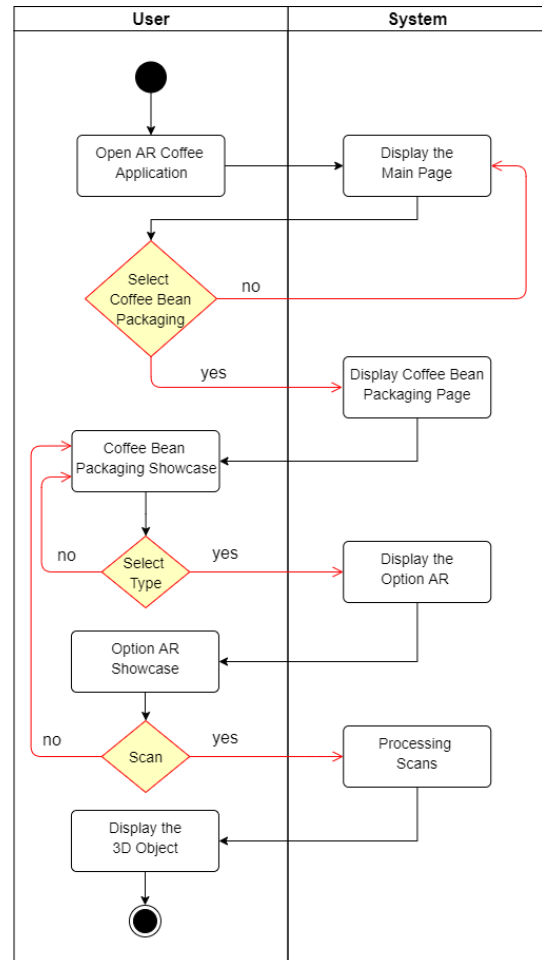 User
System
Open AR Coffee
Application
Display the
Main Page
Select
Coffee Bean
Packaging
no
yes
Display Coffee Bean
Packaging Page
Coffee Bean
Packaging Showcase
no
Select
Type
yes
Display the
Option AR
Option AR
Showcase
no
Scan
yes
Processing
Scans
Display the
3D Object